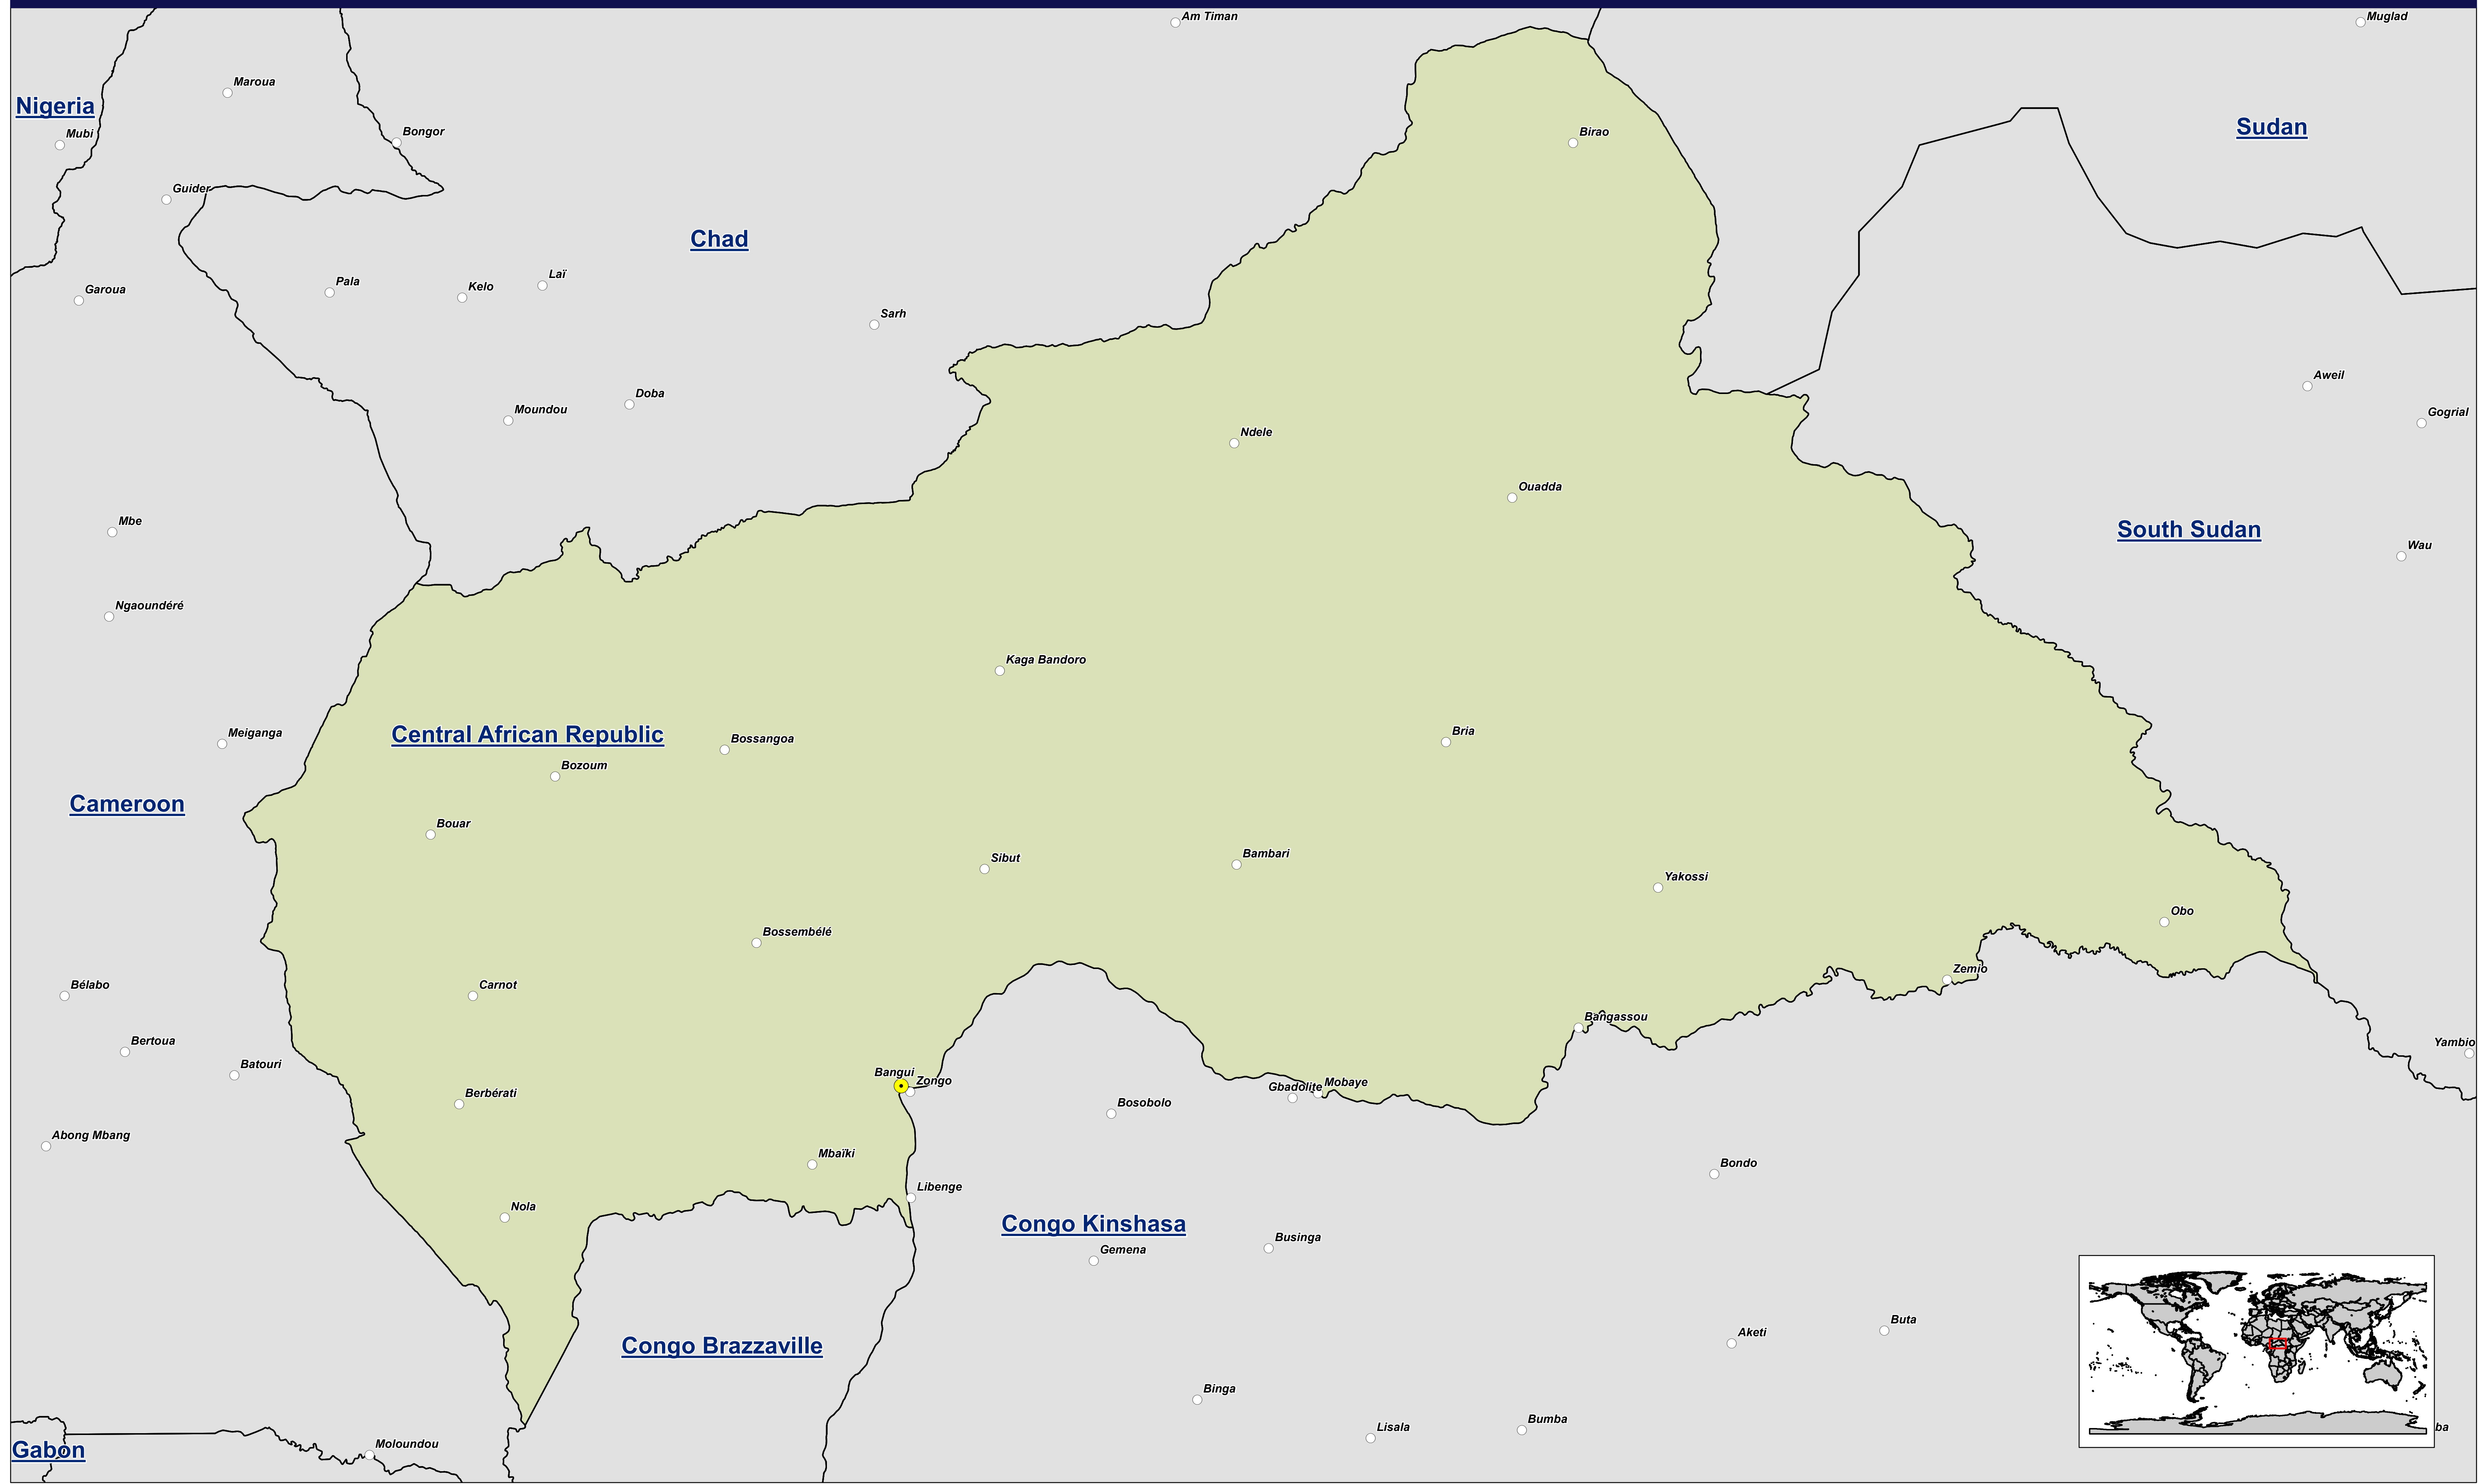 Am Timan
Muglad
Maroua
Nigeria
Mubi
Bongor
Birao
Sudan
Guider
Chad
Laï
Pala
Kelo
Garoua
Sarh
Aweil
Doba
Moundou
Gogrial
Ndele
Ouadda
Mbe
South Sudan
Wau
Ngaoundéré
Kaga Bandoro
Meiganga
Central African Republic
Bossangoa
Bria
Bozoum
Cameroon
Bouar
Sibut
Bambari
Yakossi
Obo
Bossembélé
Zemio
Bélabo
Carnot
Bangassou
Bertoua
Yambio
Batouri
Bangui
Zongo
Gbadolite
Mobaye
Berbérati
Bosobolo
Abong Mbang
Mbaïki
Bondo
Libenge
Nola
Congo Kinshasa
Businga
Gemena
Buta
Aketi
Congo Brazzaville
Binga
Lisala
Bumba
ba
Moloundou
Gabon